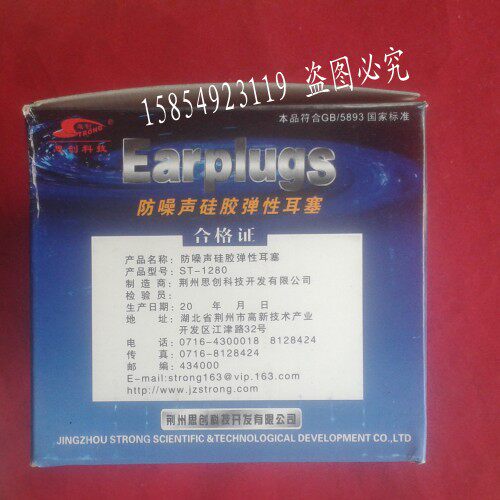 15854923119 盗图必究
本品符合GB/5893国家标准
思创
STRONG
®
思创科技
Earplugs
防噪声硅胶弹性耳塞
合格证
产品名称：防噪声硅胶弹性耳塞
产品型号：ST-1280
制造商：荆州思创科技开发有限公司
检验员：
生产日期：20 年 月 日
地址：湖北省荆州市高新技术产业
开发区江津路32号
电话：0716-4300018 8128424
传真：0716-8128424
邮编：434000
E-mail:strong163@vip.163.com
http://www.jzstrong.com
荆州思创科技开发有限公司
JINGZHOU STRONG SCIENTIFIC &TECHNOLOGICAL DEVELOPMENT CO.,LTD